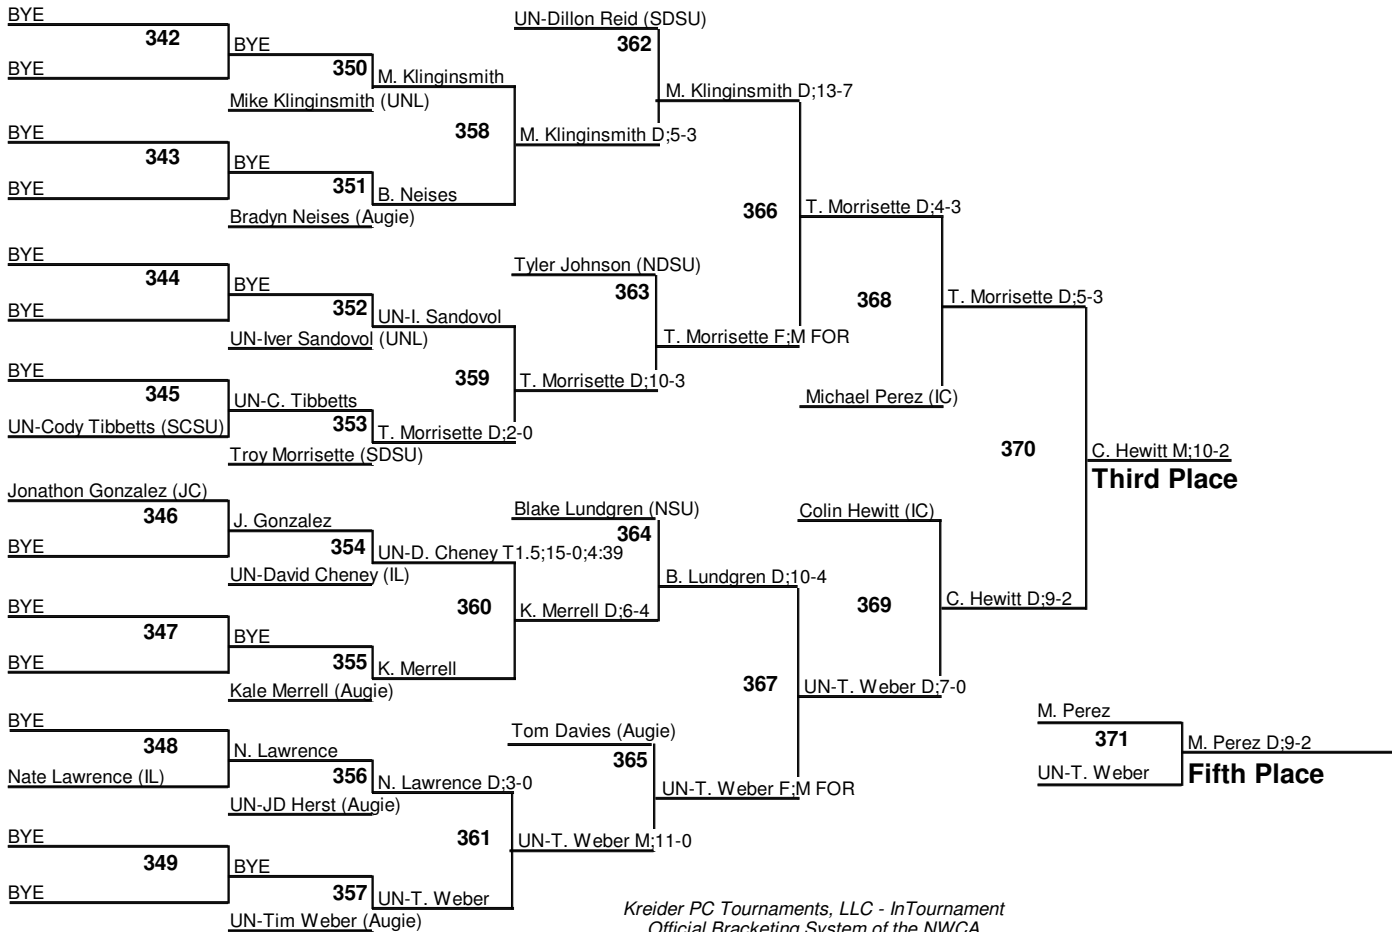 BYE
342
BYE
BYE
350
Mike Klinginsmith (UNL)
M. Klinginsmith
BYE
343
BYE
BYE
351
Bradyn Neises (Augie)
B. Neises
358
M. Klinginsmith D;5-3
UN-Dillon Reid (SDSU)
362
M. Klinginsmith D;13-7
BYE
344
BYE
BYE
352
UN-Iver Sandovol (UNL)
UN-I. Sandovol
BYE
345
UN-Cody Tibbetts (SCSU)
UN-C. Tibbetts
353
Troy Morrisette (SDSU)
T. Morrisette D;2-0
359
T. Morrisette D;10-3
Tyler Johnson (NDSU)
363
T. Morrisette F;M FOR
366
T. Morrisette D;4-3
368
Michael Perez (IC)
T. Morrisette D;5-3
Jonathon Gonzalez (JC)
346
BYE
J. Gonzalez
354
UN-David Cheney (IL)
UN-D. Cheney T1.5;15-0;4:39
BYE
347
BYE
BYE
355
Kale Merrell (Augie)
K. Merrell
360
K. Merrell D;6-4
Blake Lundgren (NSU)
364
B. Lundgren D;10-4
BYE
348
Nate Lawrence (IL)
N. Lawrence
356
UN-JD Herst (Augie)
N. Lawrence D;3-0
BYE
349
BYE
BYE
357
UN-Tim Weber (Augie)
UN-T. Weber
361
UN-T. Weber M;11-0
Tom Davies (Augie)
365
UN-T. Weber F;M FOR
367
UN-T. Weber D;7-0
Colin Hewitt (IC)
369
C. Hewitt D;9-2
370
C. Hewitt M;10-2
Third Place
M. Perez
371
UN-T. Weber
M. Perez D;9-2
Fifth Place
Kreider PC Tournaments, LLC - InTournament
Official Bracketing System of the NWCA